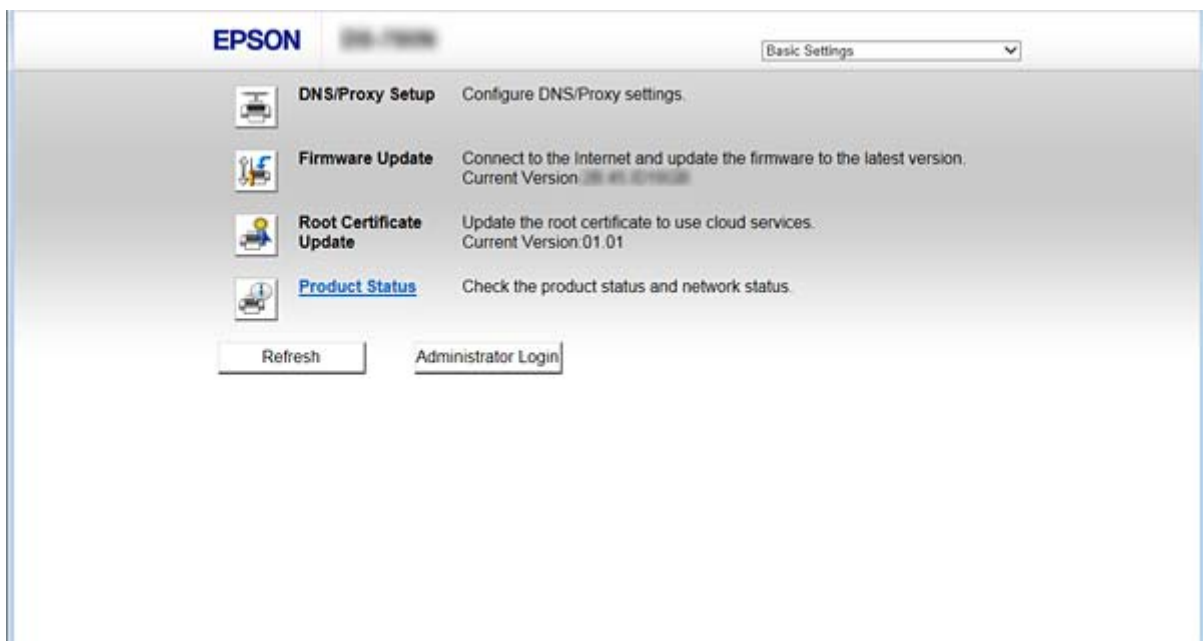 EPSON
Basic Settings
DNS/Proxy Setup Configure DNS/Proxy settings.
Firmware Update Connect to the Internet and update the firmware to the latest version.
Current Version:
Root Certificate Update the root certificate to use cloud services.
Update Current Version:01.01
Product Status Check the product status and network status.
Refresh Administrator Login